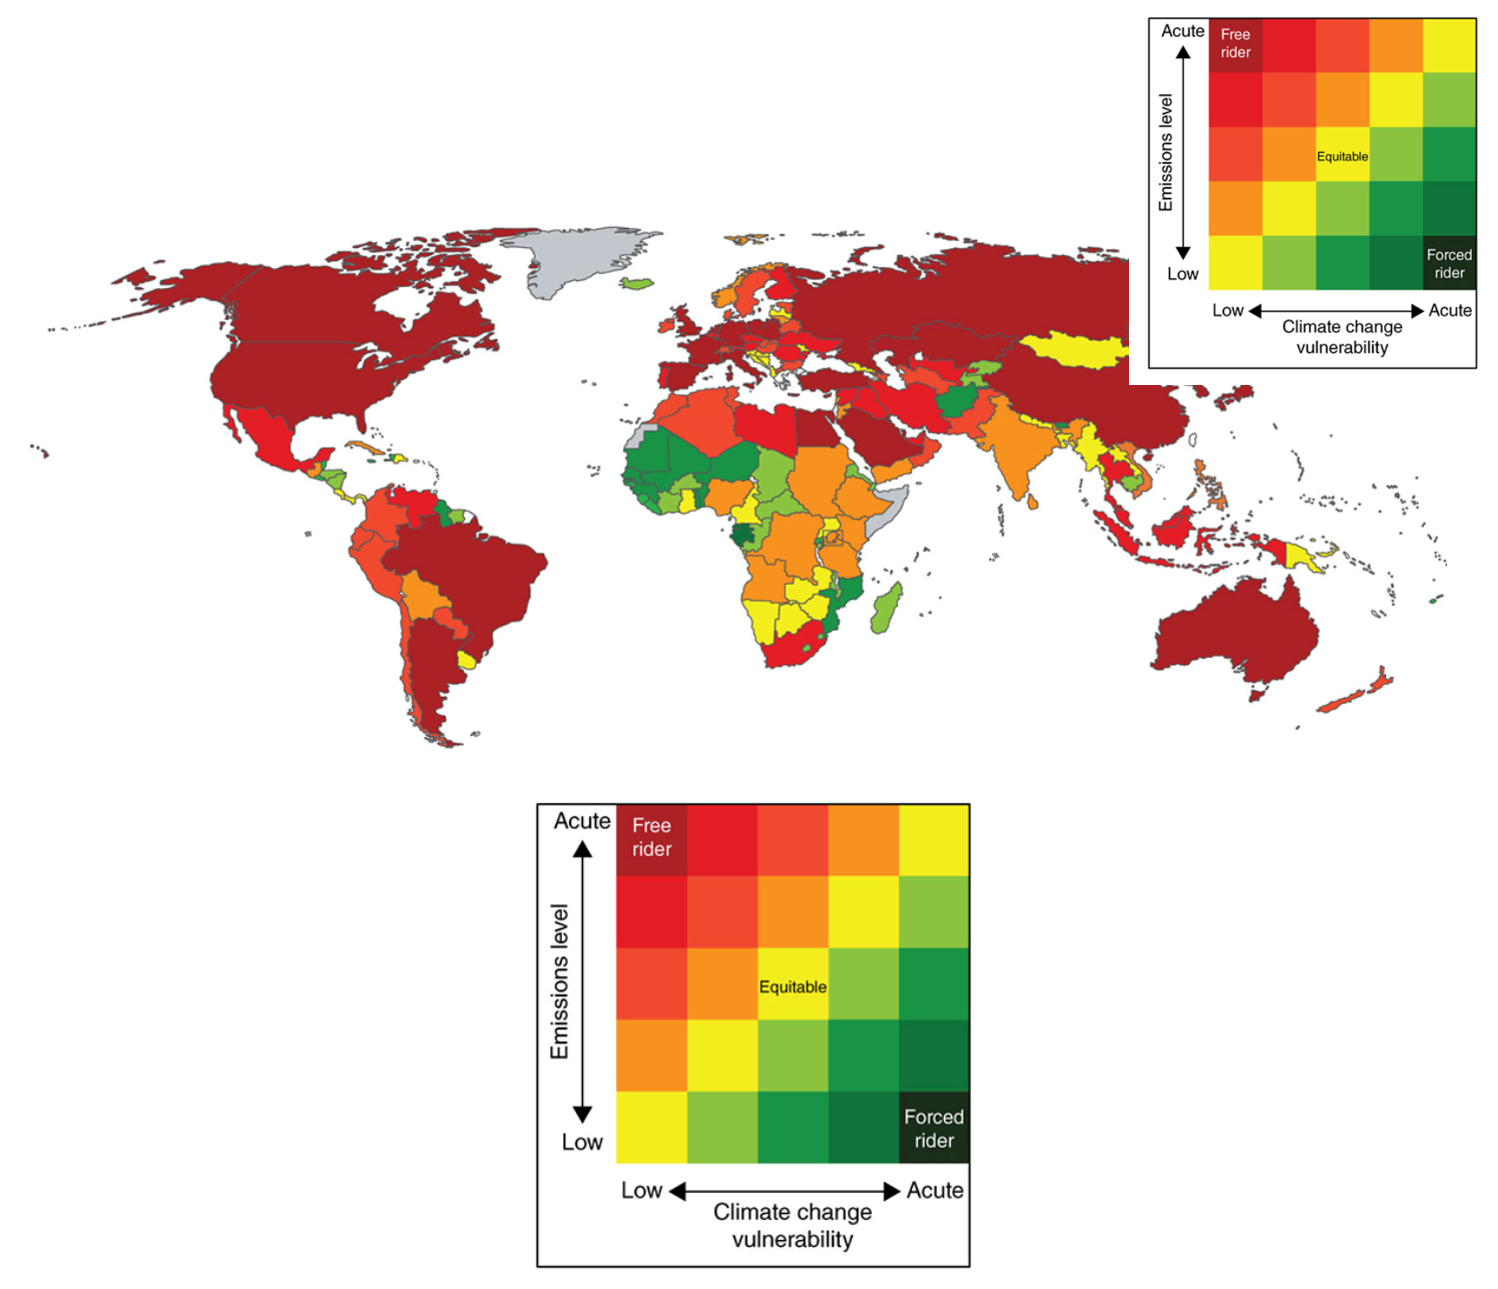 Acute
Free
rider
Emissions level
Equitable
Low
Forced
rider
Low
Acute
Climate change
vulnerability
Acute
Free
rider
Emissions level
Equitable
Low
Forced
rider
Low
Acute
Climate change
vulnerability